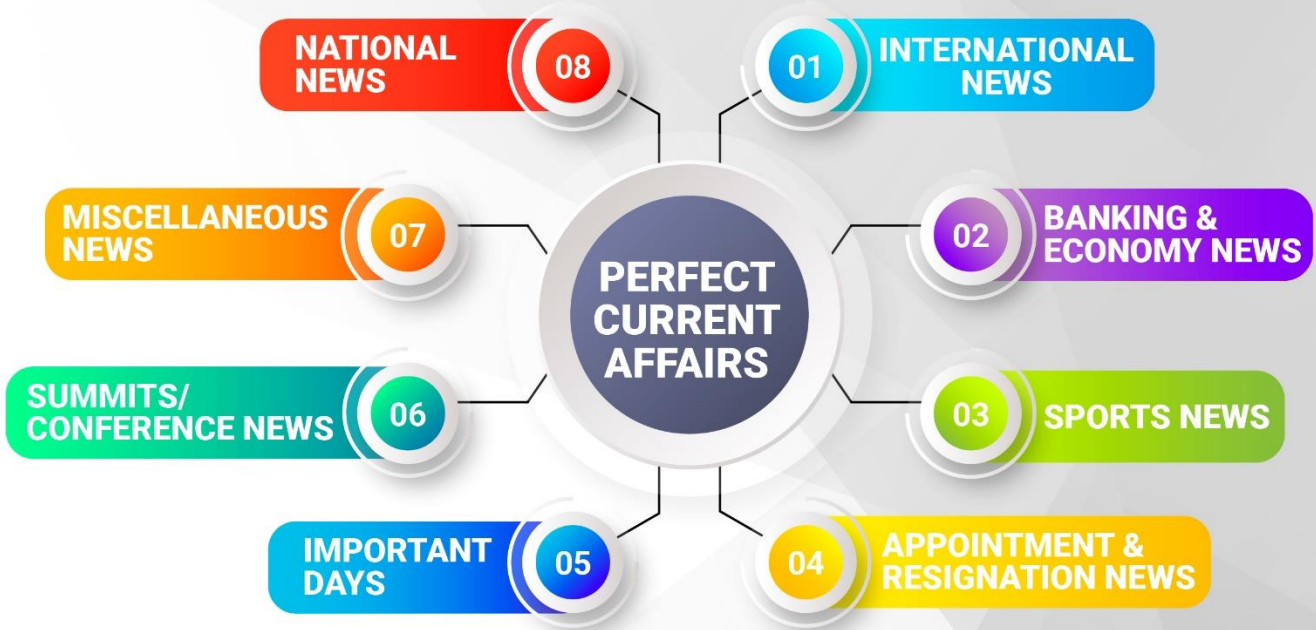 PERFECT
CURRENT
AFFAIRS
01
INTERNATIONAL
NEWS
02
BANKING &
ECONOMY NEWS
03
SPORTS NEWS
04
APPOINTMENT &
RESIGNATION NEWS
05
IMPORTANT
DAYS
06
SUMMITS/
CONFERENCE NEWS
07
MISCELLANEOUS
NEWS
08
NATIONAL
NEWS